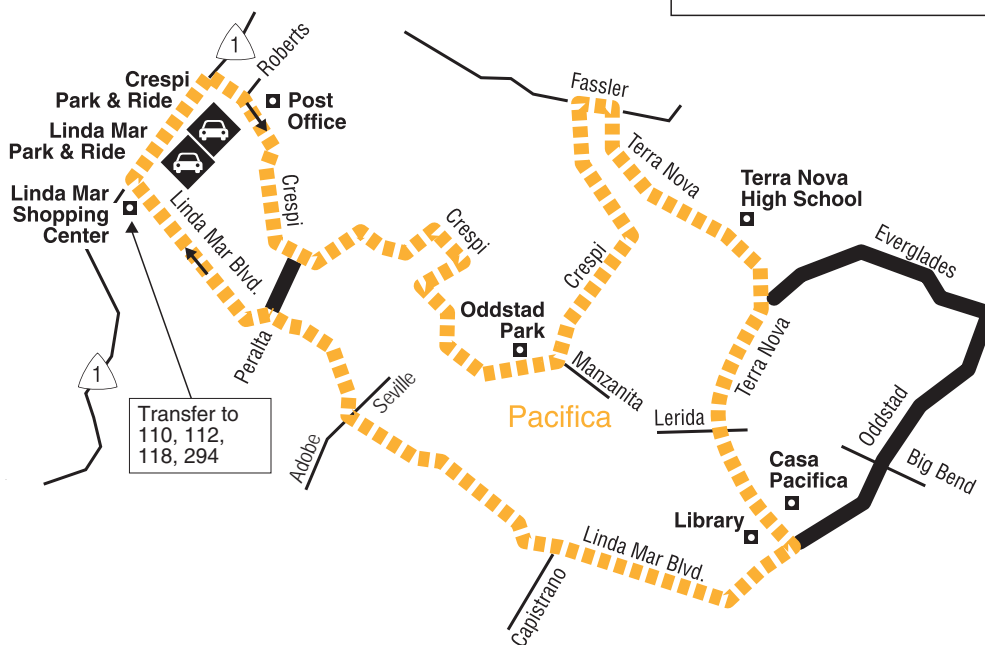 1
Roberts
Crespi
Park & Ride
Post
Office
Linda Mar
Park & Ride
Linda Mar
Shopping
Center
Linda Mar Blvd.
Crespi
Peralta
1
Transfer to
110, 112,
118, 294
Adobe
Seville
Crespi
Oddstad
Park
Crespi
Manzanita
Pacifica
Fassler
Terra Nova
Terra Nova
High School
Everglades
Terra Nova
Lerida
Oddstad
Big Bend
Casa
Pacifica
Library
Linda Mar Blvd.
Capistrano